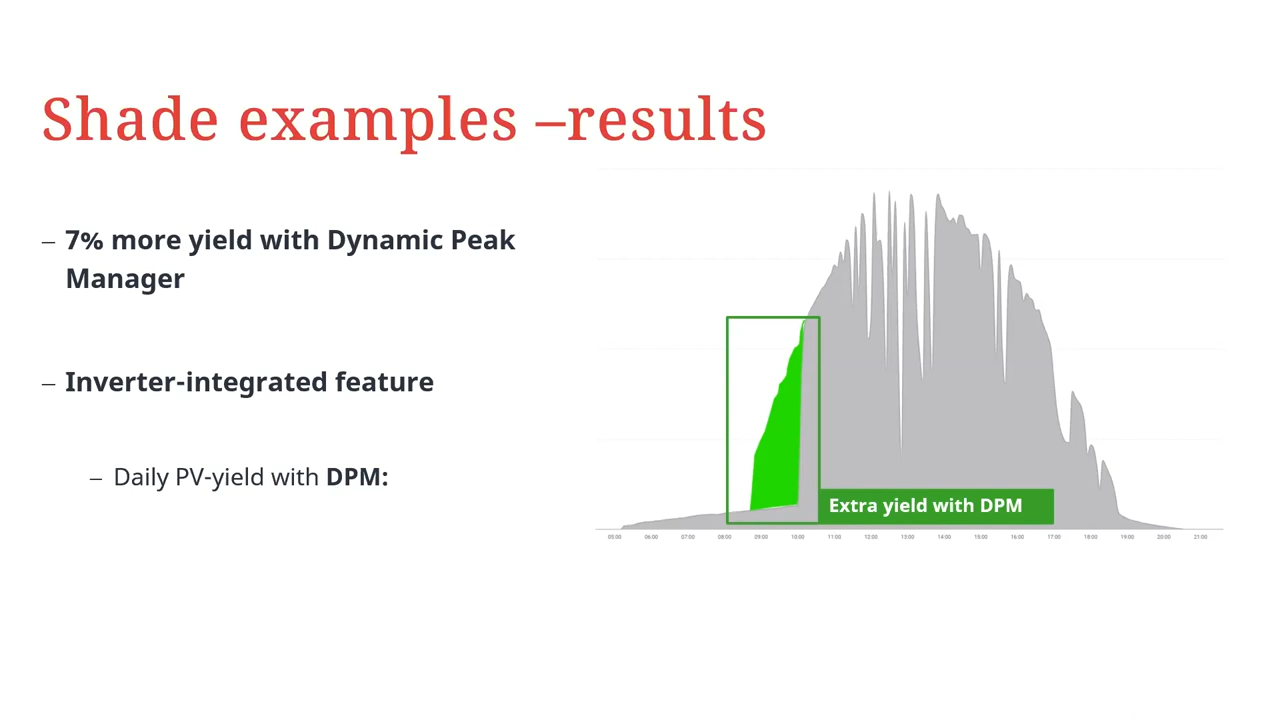 Shade examples –results
– 7% more yield with Dynamic Peak
Manager
– Inverter-integrated feature
– Daily PV-yield with DPM:
Extra yield with DPM
05:00 06:00 07:00 08:00 09:00 10:00 11:00 12:00 13:00 14:00 15:00 16:00 17:00 18:00 19:00 20:00 21:00